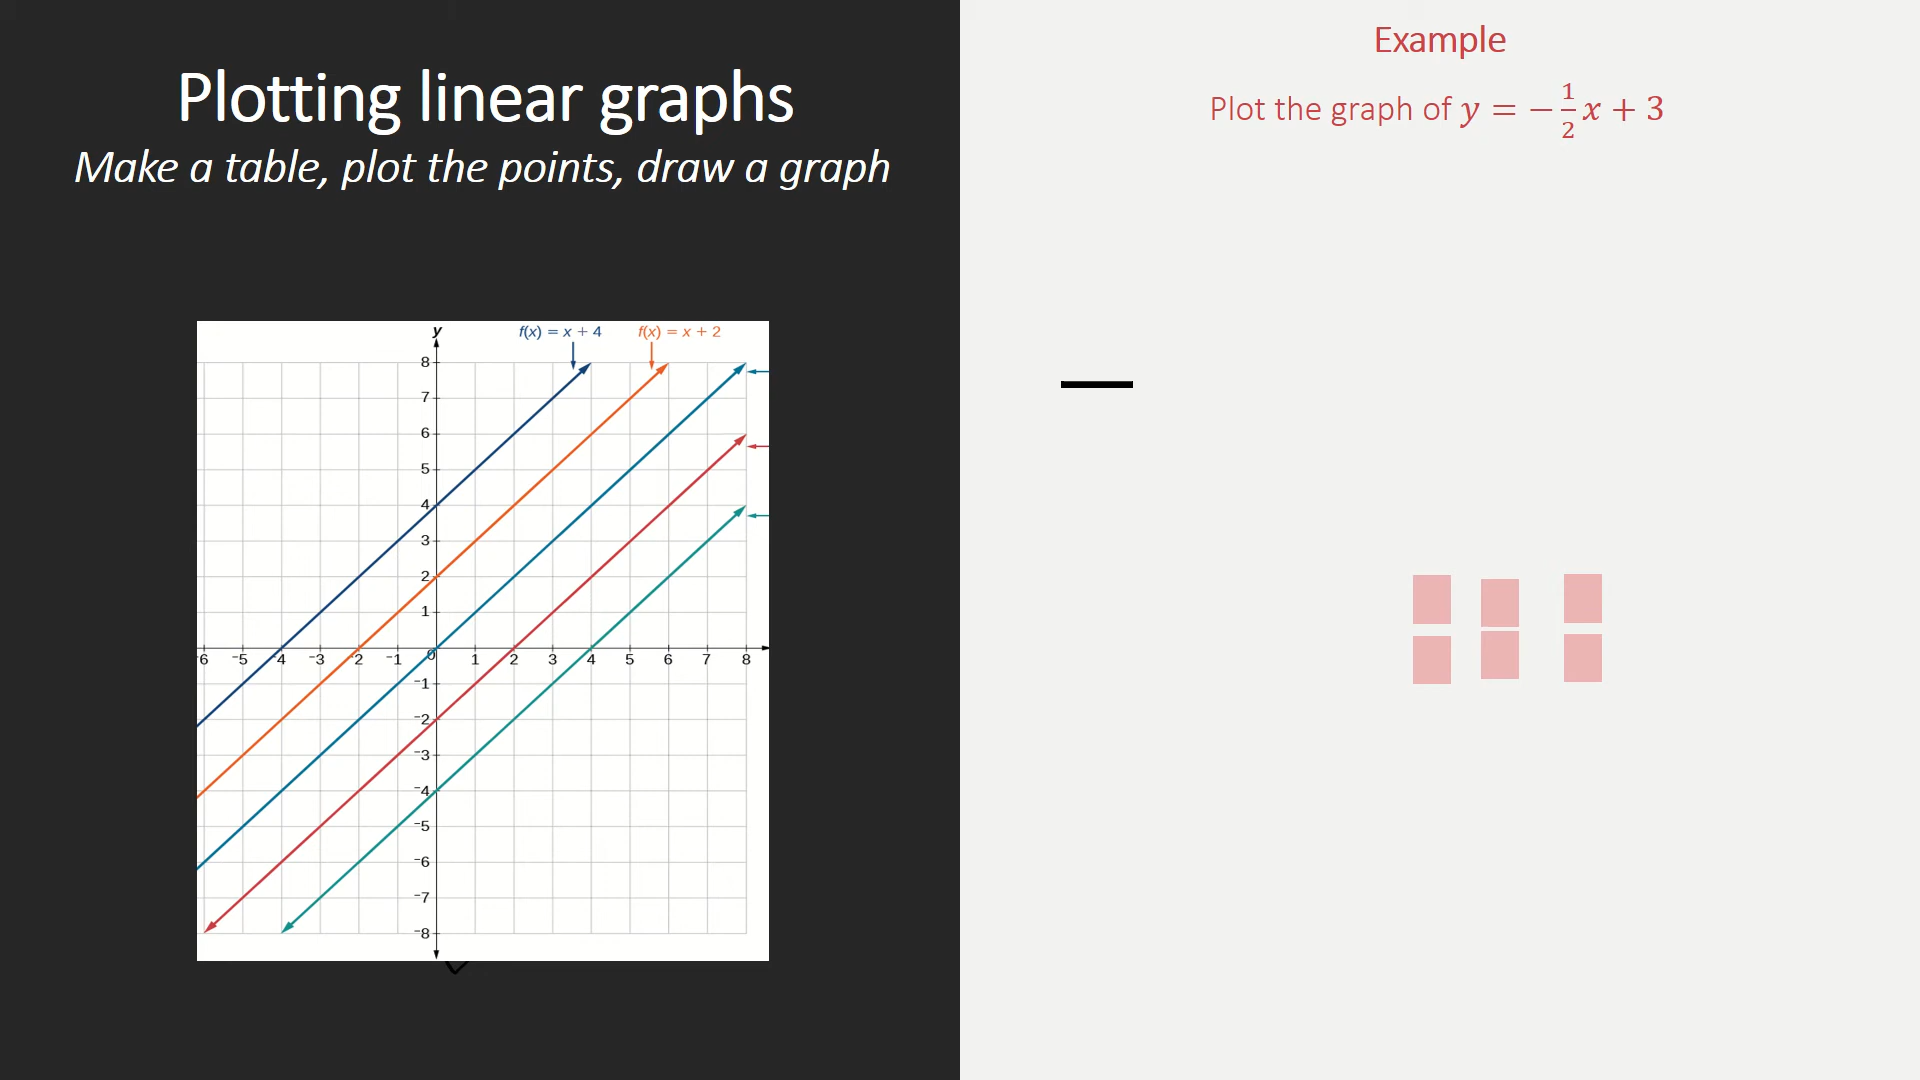 Plotting linear graphs
Make a table, plot the points, draw a graph
f(x) = x + 4 f(x) = x + 2
y
8
7
6
5
4
3
2
1
6 −5 4 −3 2 −1 0 1 2 3 4 5 6 7 8
−1
−2
−3
−4
−5
−6
−7
−8
Example
Plot the graph of y = −1/2 x + 3